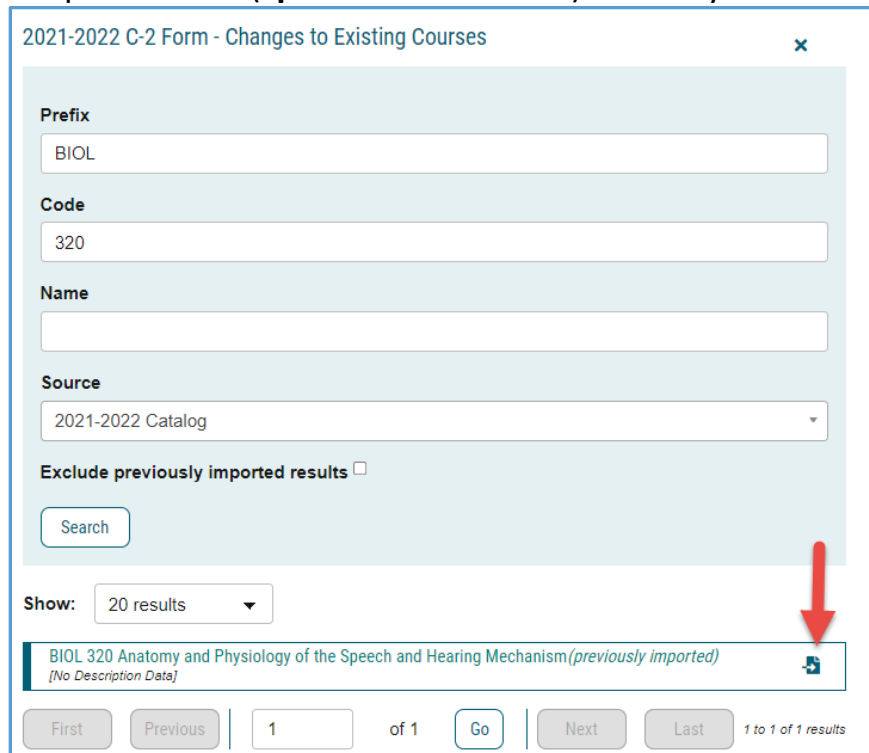 2021-2022 C-2 Form - Changes to Existing Courses
Prefix
BIOL
Code
320
Name
Source
2021-2022 Catalog
Exclude previously imported results
Search
Show: 20 results
BIOL 320 Anatomy and Physiology of the Speech and Hearing Mechanism (previously imported)
[No Description Data]
First Previous 1 of 1 Go Next Last 1 to 1 of 1 results